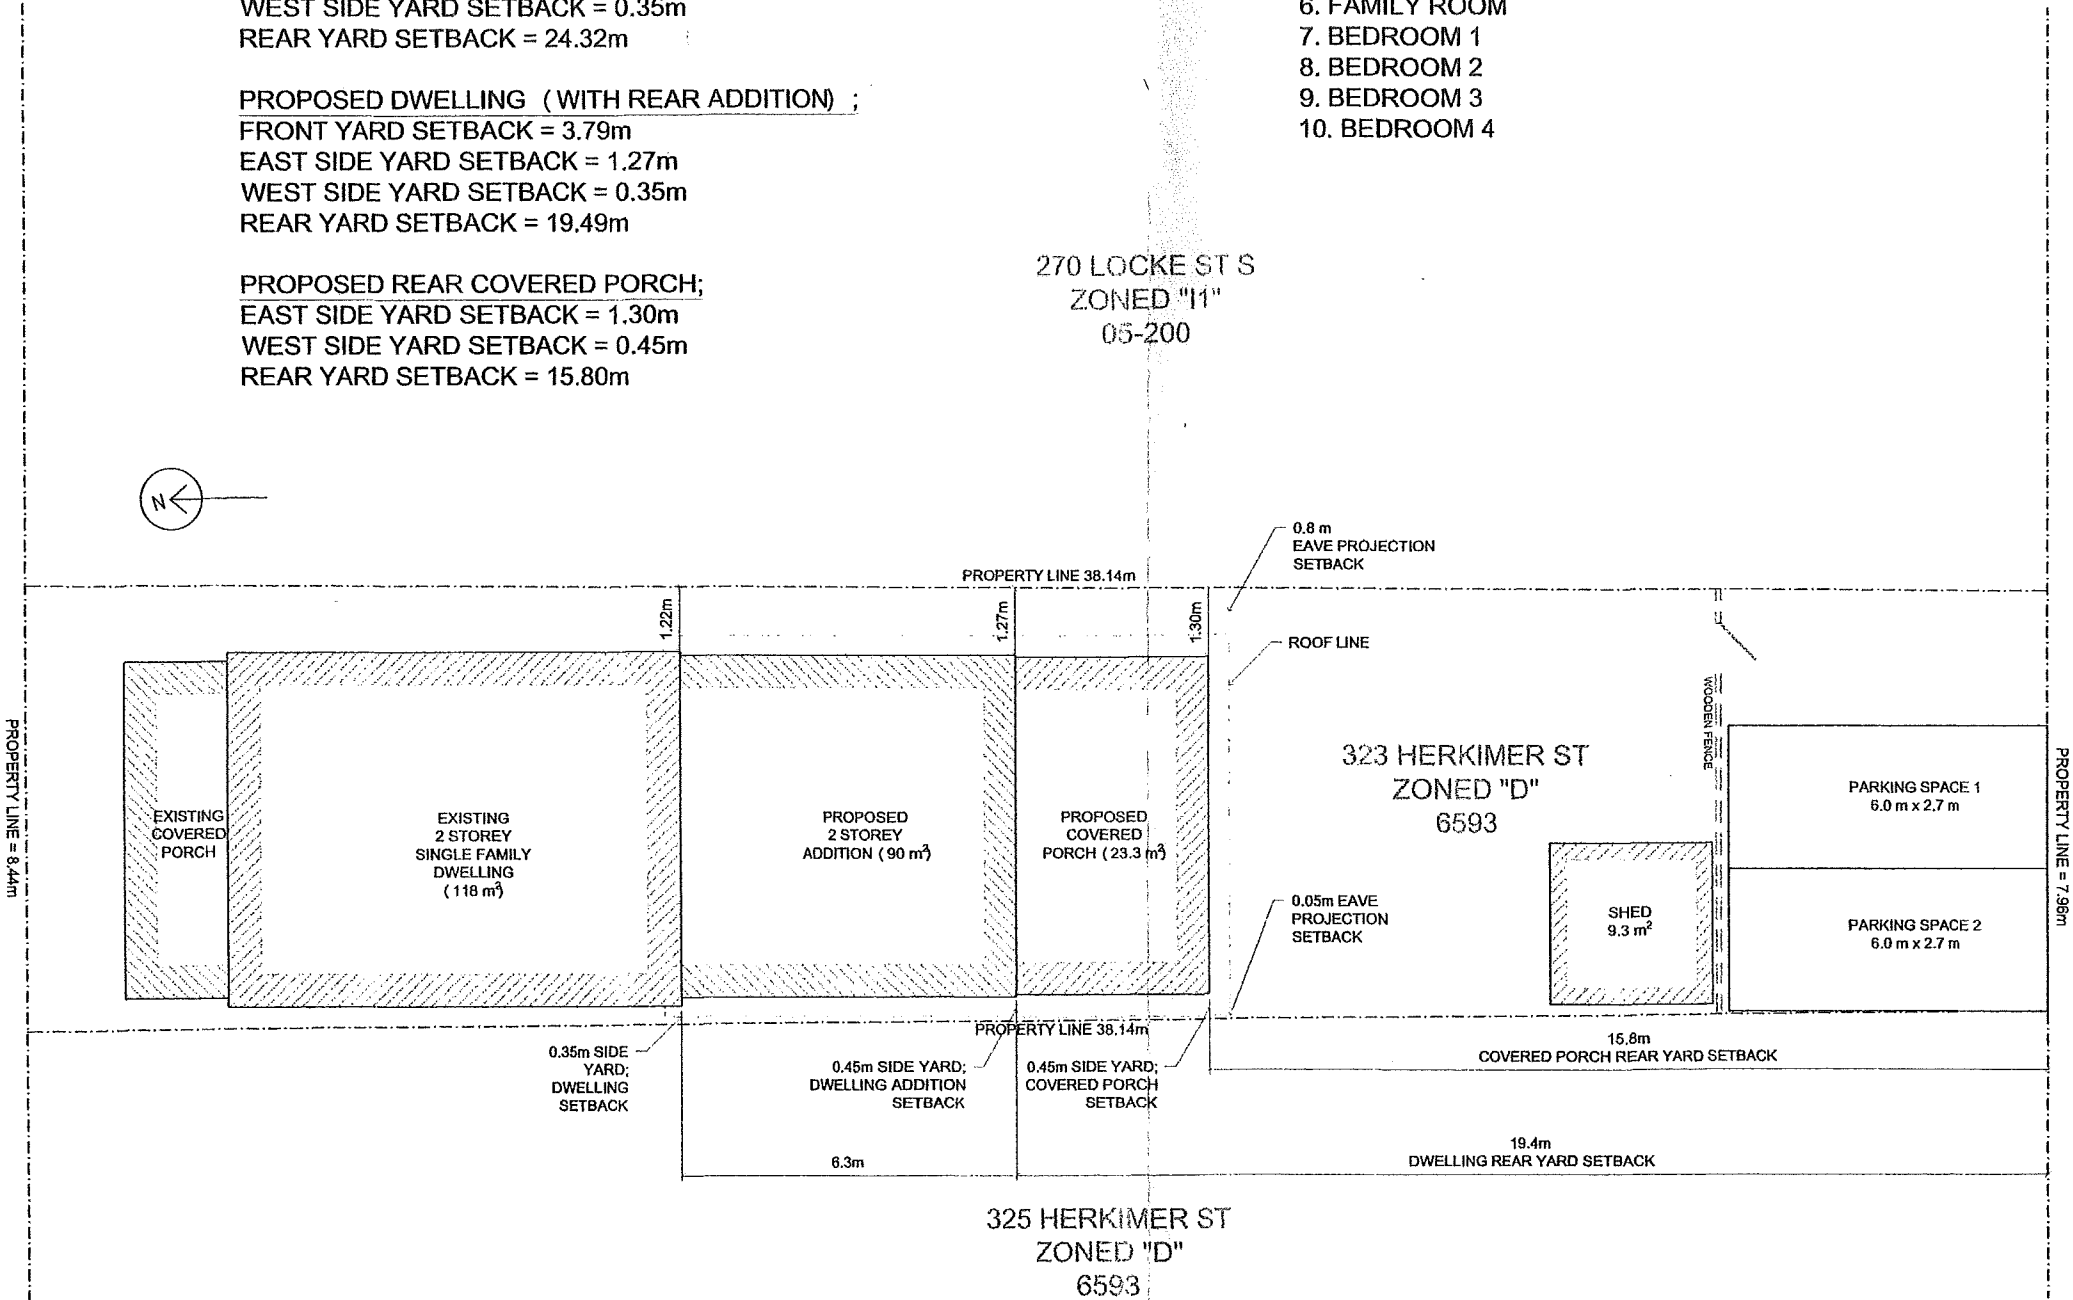 WEST SIDE YARD SETBACK = 0.35m
REAR YARD SETBACK = 24.32m
PROPOSED DWELLING (WITH REAR ADDITION) ;
FRONT YARD SETBACK = 3.79m
EAST SIDE YARD SETBACK = 1.27m
WEST SIDE YARD SETBACK = 0.35m
REAR YARD SETBACK = 19.49m
PROPOSED REAR COVERED PORCH;
EAST SIDE YARD SETBACK = 1.30m
WEST SIDE YARD SETBACK = 0.45m
REAR YARD SETBACK = 15.80m
6. FAMILY ROOM
7. BEDROOM 1
8. BEDROOM 2
9. BEDROOM 3
10. BEDROOM 4
270 LOCKE ST S
ZONED "I1"
05-200
N
0.8 m
EAVE PROJECTION
SETBACK
PROPERTY LINE 38.14m
1.22m
1.27m
1.30m
ROOF LINE
WOODEN FENCE
PROPERTY LINE = 8.44m
EXISTING
COVERED
PORCH
EXISTING
2 STOREY
SINGLE FAMILY
DWELLING
(118 m²)
PROPOSED
2 STOREY
ADDITION (90 m²)
PROPOSED
COVERED
PORCH (23.3 m²)
323 HERKIMER ST
ZONED "D"
6593
0.05m EAVE
PROJECTION
SETBACK
SHED
9.3 m²
PARKING SPACE 1
6.0 m x 2.7 m
PARKING SPACE 2
6.0 m x 2.7 m
PROPERTY LINE = 7.96m
PROPERTY LINE 38.14m
0.35m SIDE
YARD;
DWELLING
SETBACK
0.45m SIDE YARD;
DWELLING ADDITION
SETBACK
0.45m SIDE YARD;
COVERED PORCH
SETBACK
15.8m
COVERED PORCH REAR YARD SETBACK
6.3m
19.4m
DWELLING REAR YARD SETBACK
325 HERKIMER ST
ZONED "D"
6593